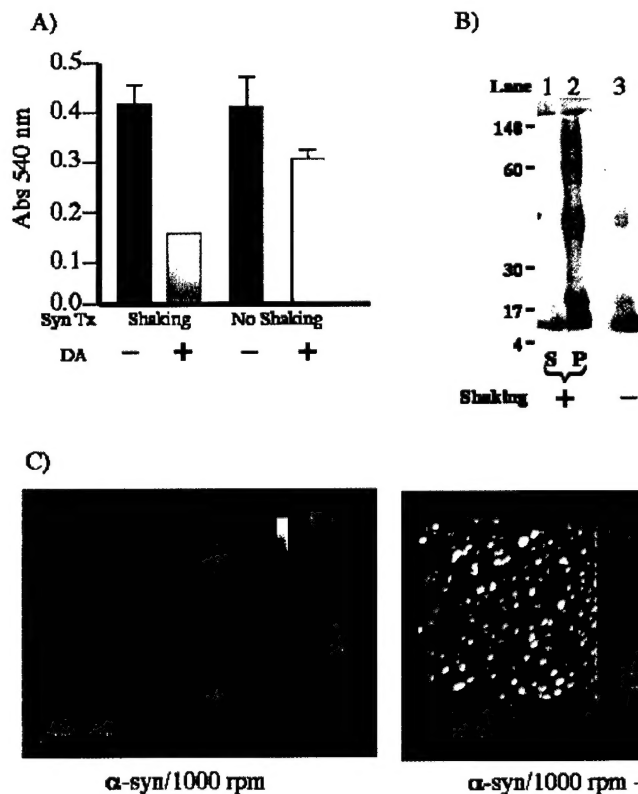 A)
0.5
0.4
0.3
0.2
0.1
0.0
Abs 540 nm
Syn Tx Shaking No Shaking
DA − + − +
B)
Lane 1 2 3
148
60
30
17
4
S P
Shaking + −
C)
α-syn/1000 rpm
α-syn/1000 rpm -